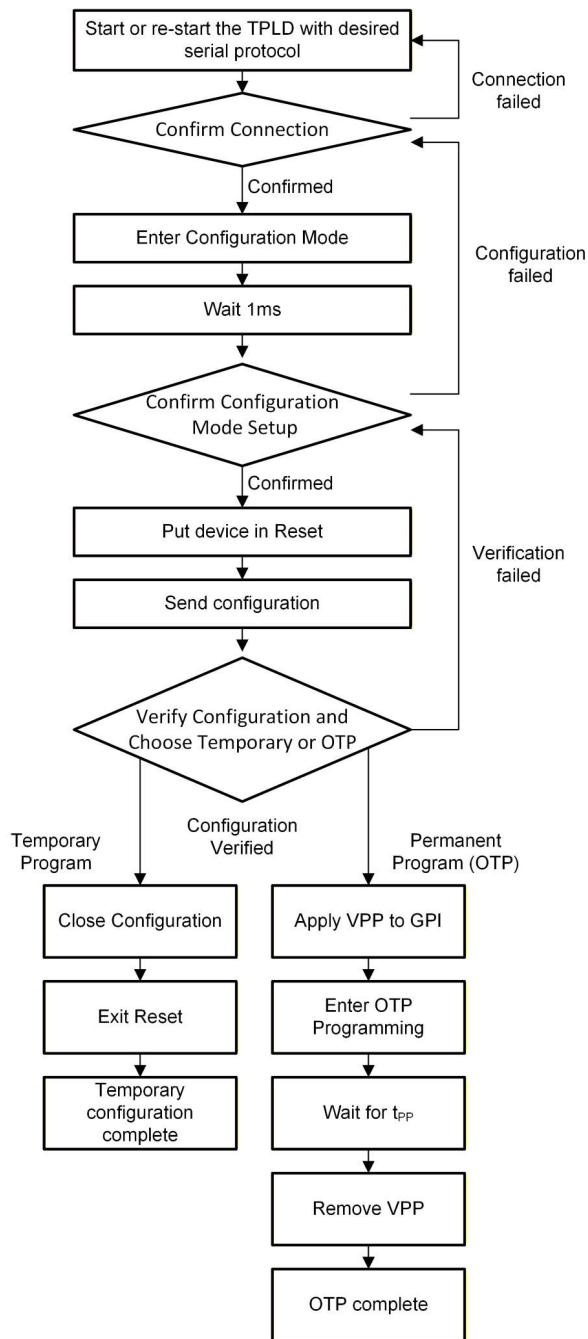 Start or re-start the TPLD with desired
serial protocol
Connection
failed
Confirm Connection
Confirmed
Enter Configuration Mode
Configuration
failed
Wait 1ms
Confirm Configuration
Mode Setup
Confirmed
Put device in Reset
Verification
failed
Send configuration
Verify Configuration and
Choose Temporary or OTP
Configuration
Verified
Temporary
Program
Permanent
Program (OTP)
Close Configuration
Apply VPP to GPI
Exit Reset
Enter OTP
Programming
Temporary
configuration
complete
Wait for tPP
Remove VPP
OTP complete